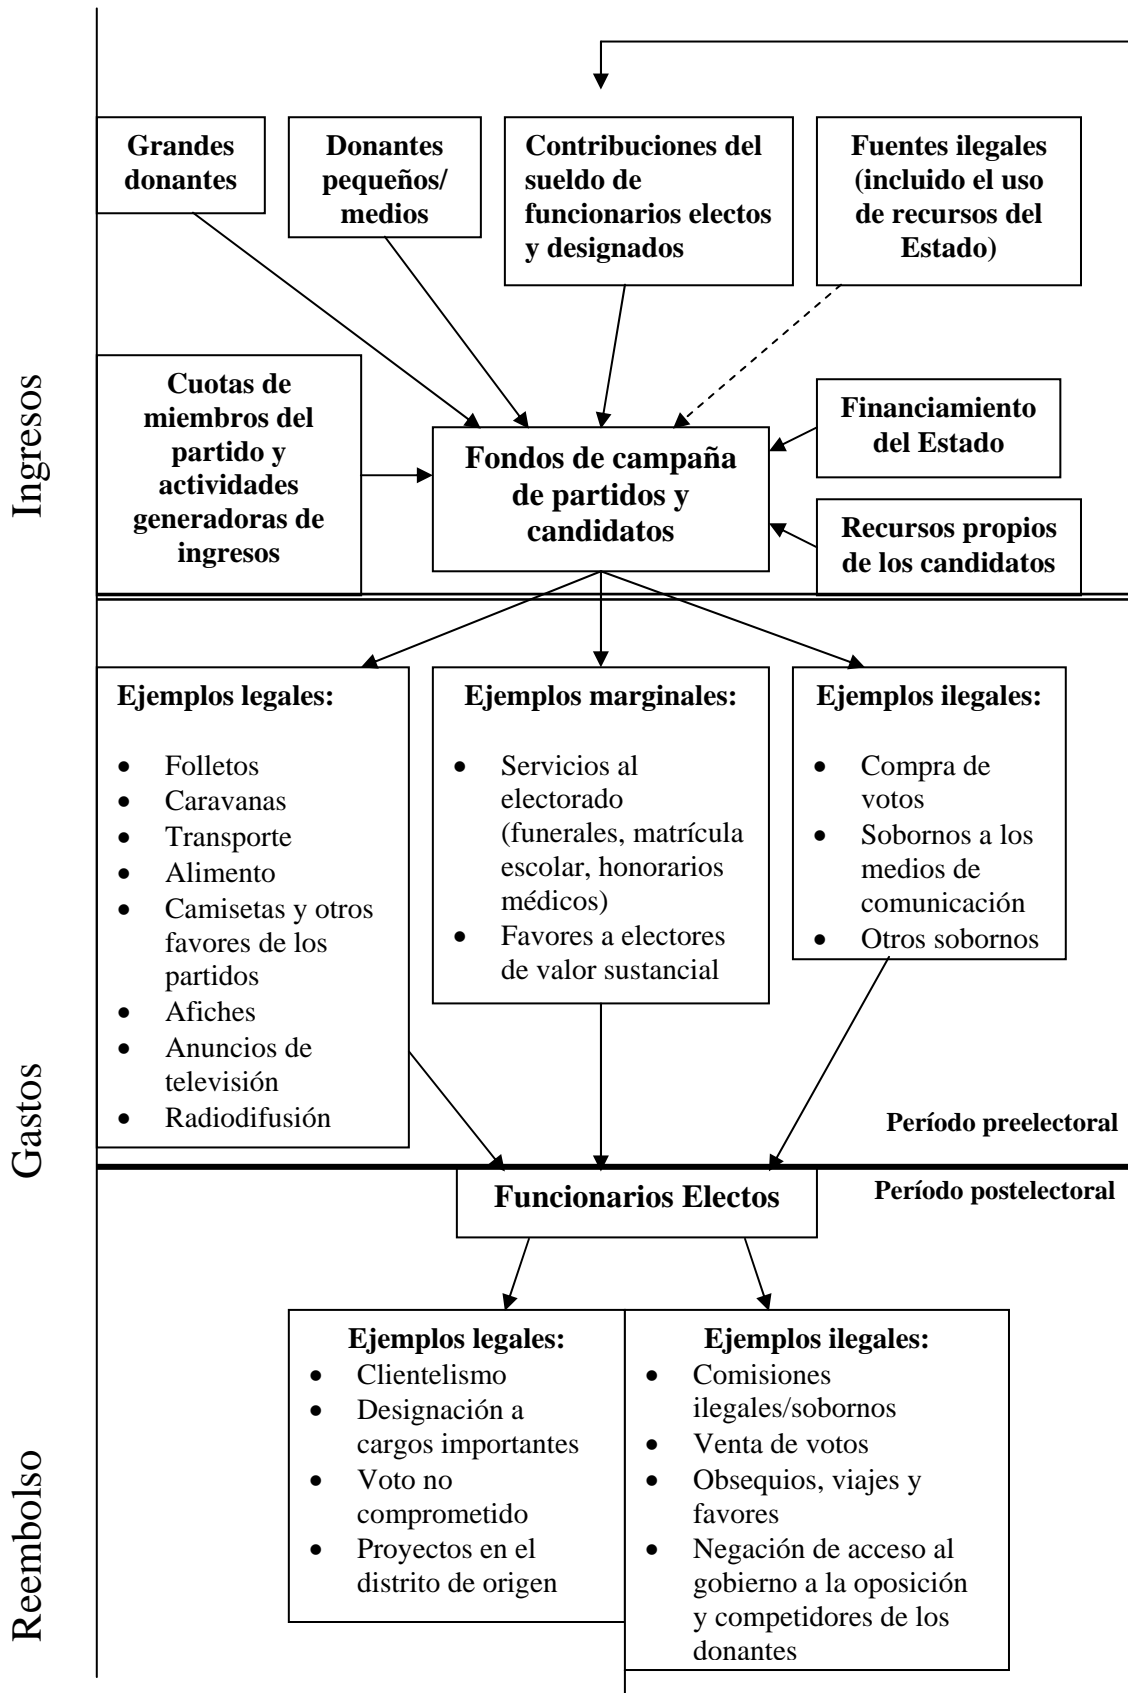 Grandes
donantes
Donantes
pequeños/
medios
Contribuciones del
sueldo de
funcionarios electos
y designados
Fuentes ilegales
(incluido el uso
de recursos del
Estado)
Ingresos
Cuotas de
miembros del
partido y
actividades
generadoras de
ingresos
Fondos de campaña
de partidos y
candidatos
Financiamiento
del Estado
Recursos propios
de los candidatos
Gastos
Ejemplos legales:
• Folletos
• Caravanas
• Transporte
• Alimento
• Camisetas y otros
favores de los
partidos
• Afiches
• Anuncios de
televisión
• Radiodifusión
Ejemplos marginales:
• Servicios al
electorado
(funerales, matrícula
escolar, honorarios
médicos)
• Favores a electores
de valor sustancial
Ejemplos ilegales:
• Compra de
votos
• Sobornos a los
medios de
comunicación
• Otros sobornos
Período preelectoral
Período postelectoral
Funcionarios Electos
Reembolso
Ejemplos legales:
• Clientelismo
• Designación a
cargos importantes
• Voto no
comprometido
• Proyectos en el
distrito de origen
Ejemplos ilegales:
• Comisiones
ilegales/sobornos
• Venta de votos
• Obsequios, viajes y
favores
• Negación de acceso al
gobierno a la oposición
y competidores de los
donantes